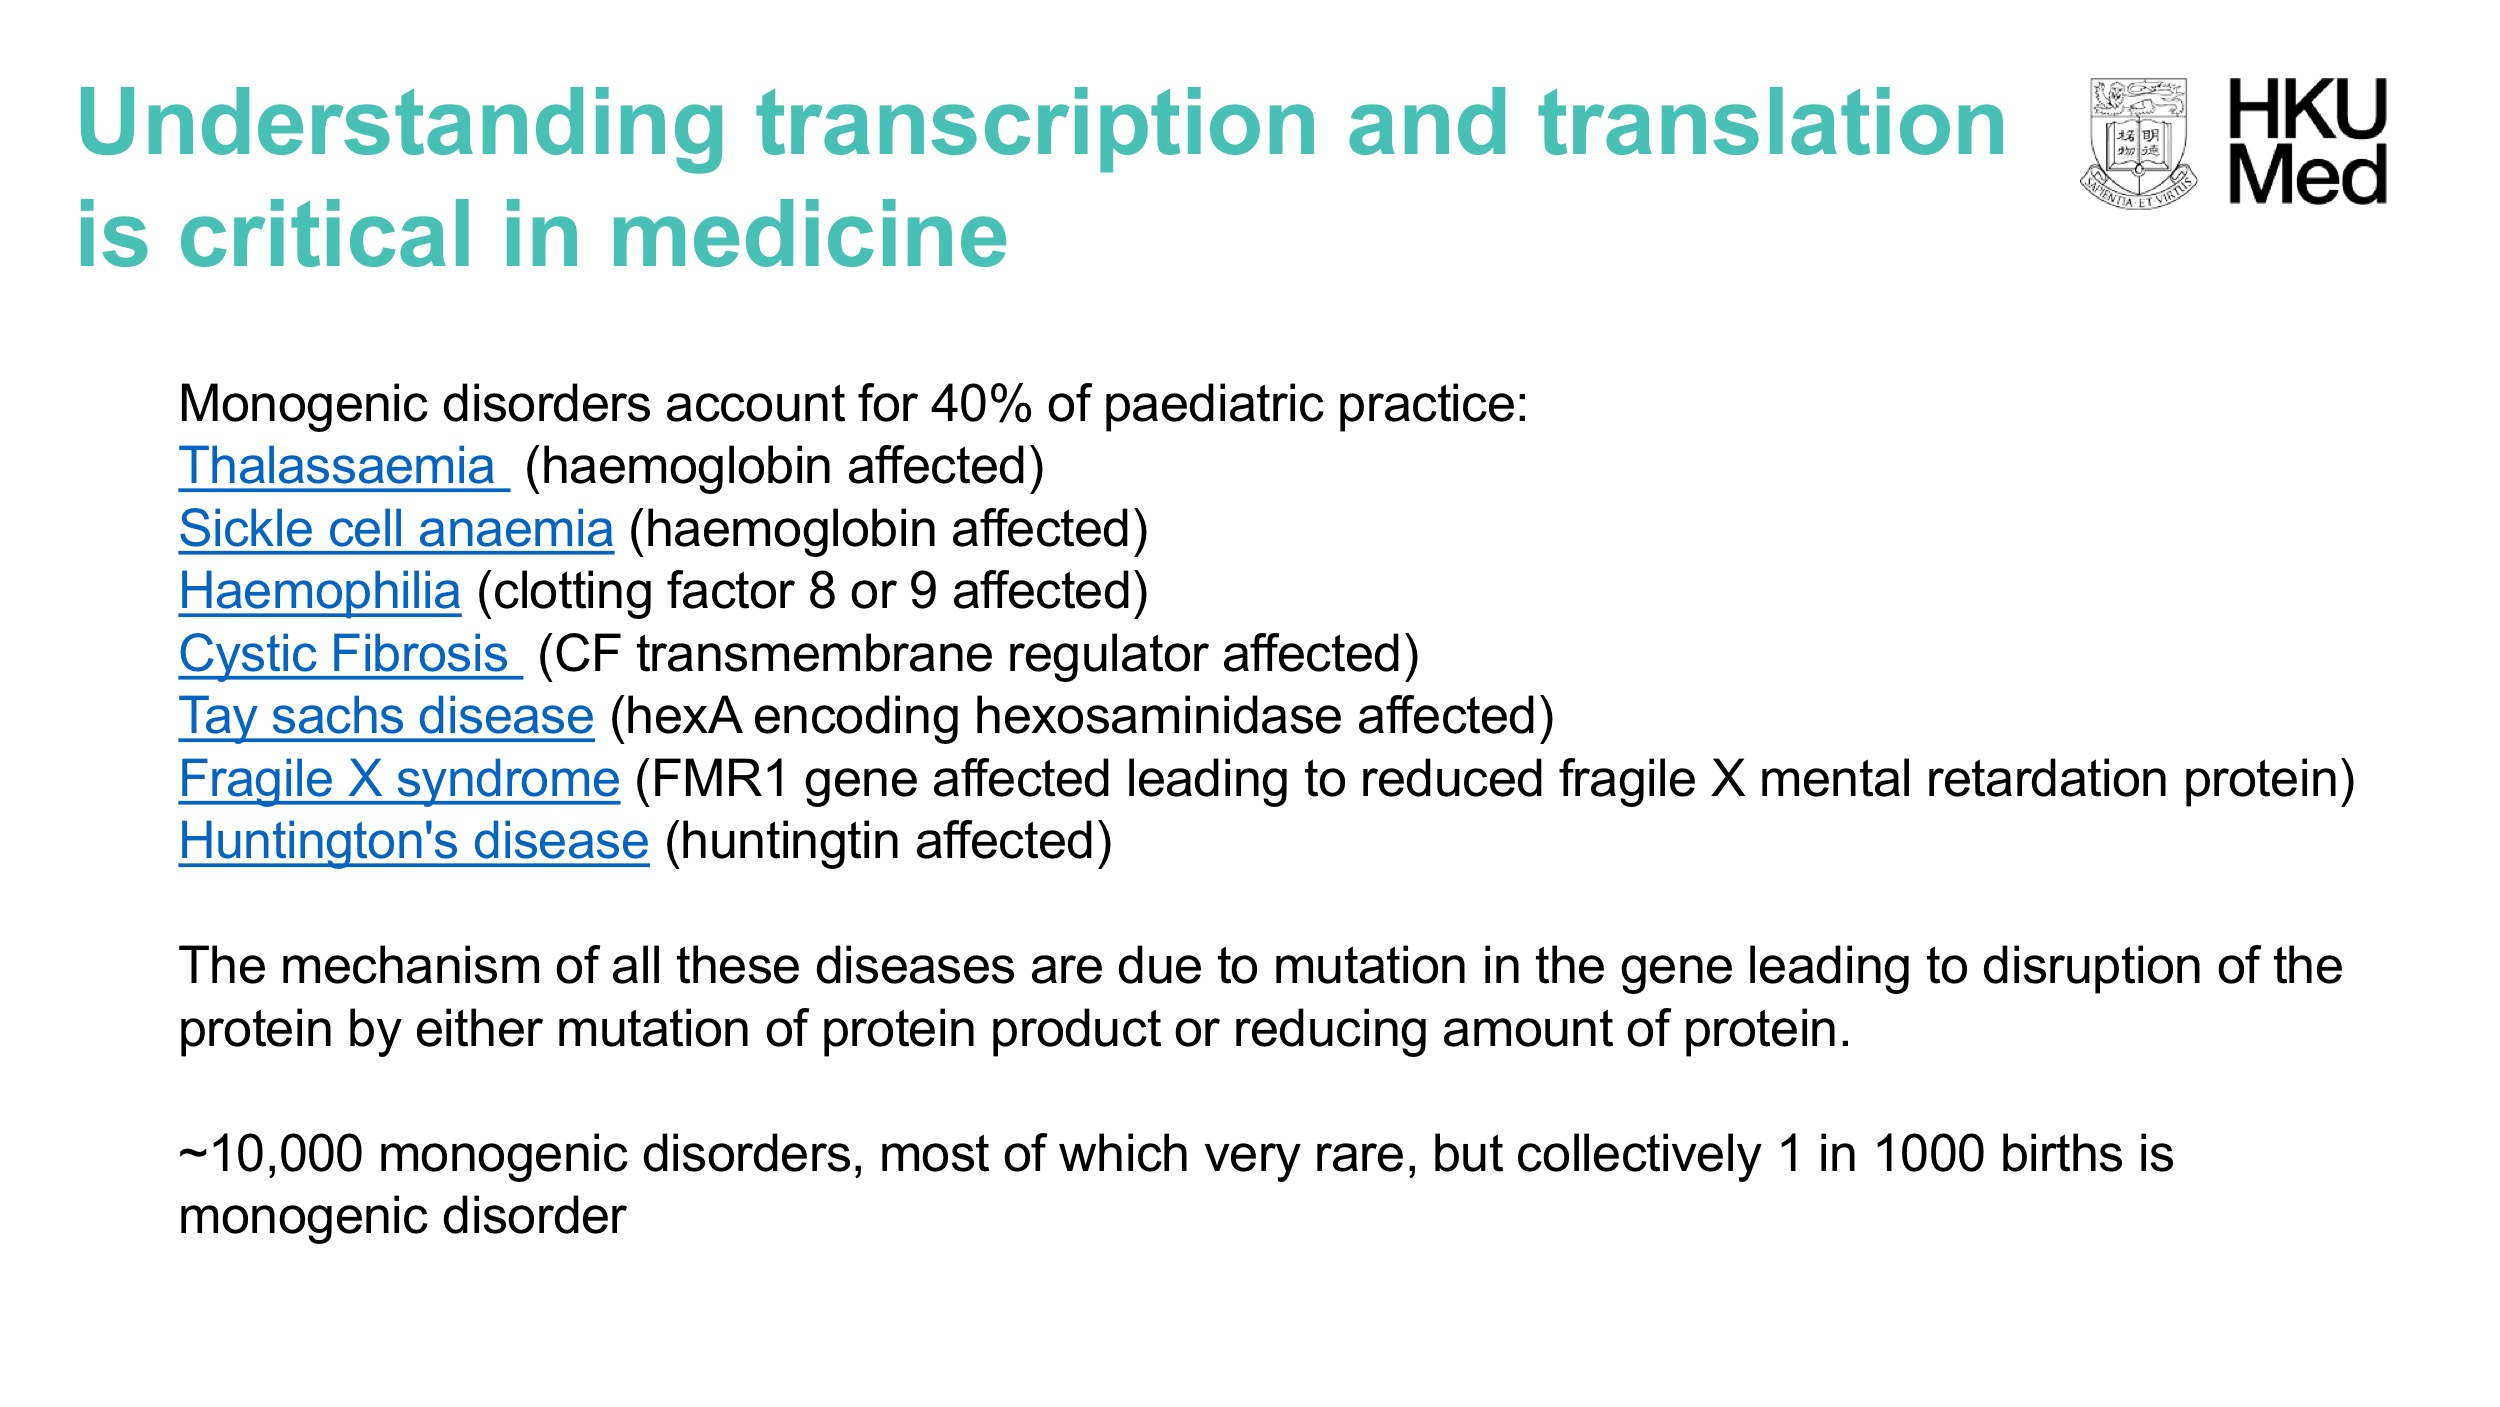 Understanding transcription and translation
is critical in medicine
明德
格物
SAPIENTIA·ET·VIRTUS
HKU
Med
Monogenic disorders account for 40% of paediatric practice:
Thalassaemia (haemoglobin affected)
Sickle cell anaemia (haemoglobin affected)
Haemophilia (clotting factor 8 or 9 affected)
Cystic Fibrosis (CF transmembrane regulator affected)
Tay sachs disease (hexA encoding hexosaminidase affected)
Fragile X syndrome (FMR1 gene affected leading to reduced fragile X mental retardation protein)
Huntington's disease (huntingtin affected)
The mechanism of all these diseases are due to mutation in the gene leading to disruption of the
protein by either mutation of protein product or reducing amount of protein.
~10,000 monogenic disorders, most of which very rare, but collectively 1 in 1000 births is
monogenic disorder